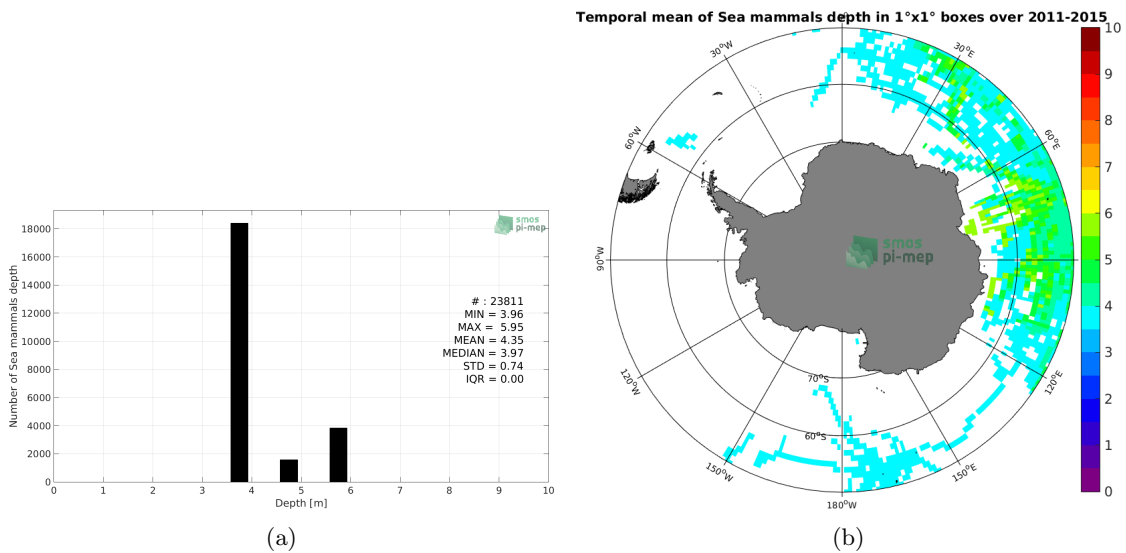 18000
16000
14000
12000
10000
8000
6000
4000
2000
0
Number of Sea mammals depth
smos
pi-mep
# : 23811
MIN = 3.96
MAX = 5.95
MEAN = 4.35
MEDIAN = 3.97
STD = 0.74
IQR = 0.00
0 1 2 3 4 5 6 7 8 9 10
Depth [m]
(a)
Temporal mean of Sea mammals depth in 1°x1° boxes over 2011-2015
0°
30°W
30°E
60°W
60°E
90°W
120°W
120°E
150°W
150°E
180°W
70°S
60°S
smos
pi-mep
10
9
8
7
6
5
4
3
2
1
0
(b)